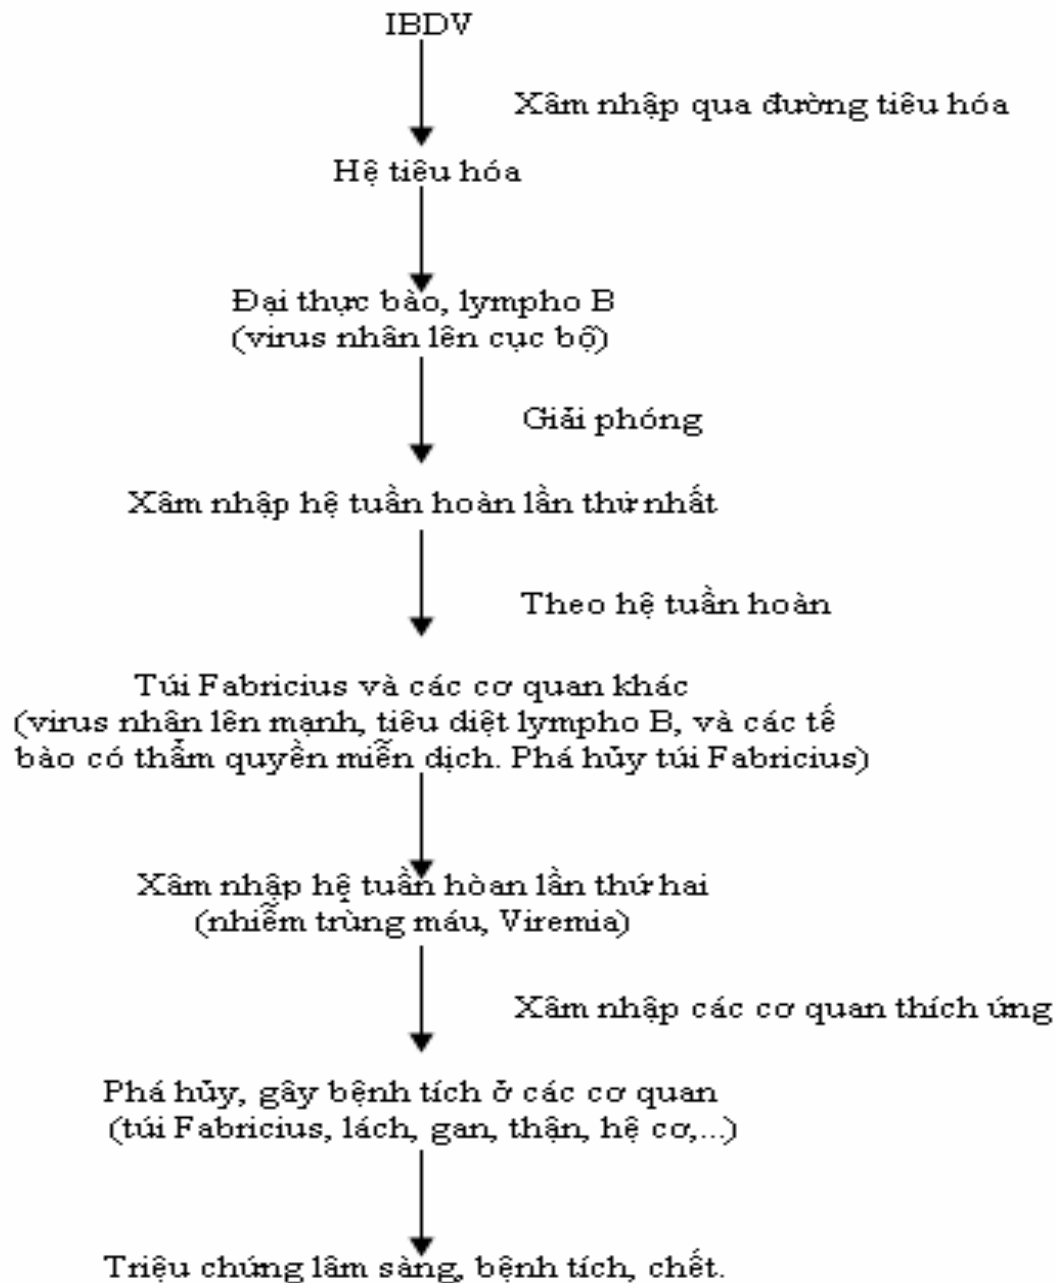 IBDV
Xâm nhập qua đường tiêu hóa
Hệ tiêu hóa
Đại thực bào, lympho B
(virus nhân lên cục bộ)
Giải phóng
Xâm nhập hệ tuần hoàn lần thứ nhất
Theo hệ tuần hoàn
Túi Fabricius và các cơ quan khác
(virus nhân lên mạnh, tiêu diệt lympho B, và các tế
bào có thẩm quyền miễn dịch. Phá hủy túi Fabricius)
Xâm nhập hệ tuần hòan lần thứ hai
(nhiễm trùng máu, Viremia)
Xâm nhập các cơ quan thích ứng
Phá hủy, gây bệnh tích ở các cơ quan
(túi Fabricius, lách, gan, thận, hệ cơ,...)
Triệu chứng lâm sàng, bệnh tích, chết.